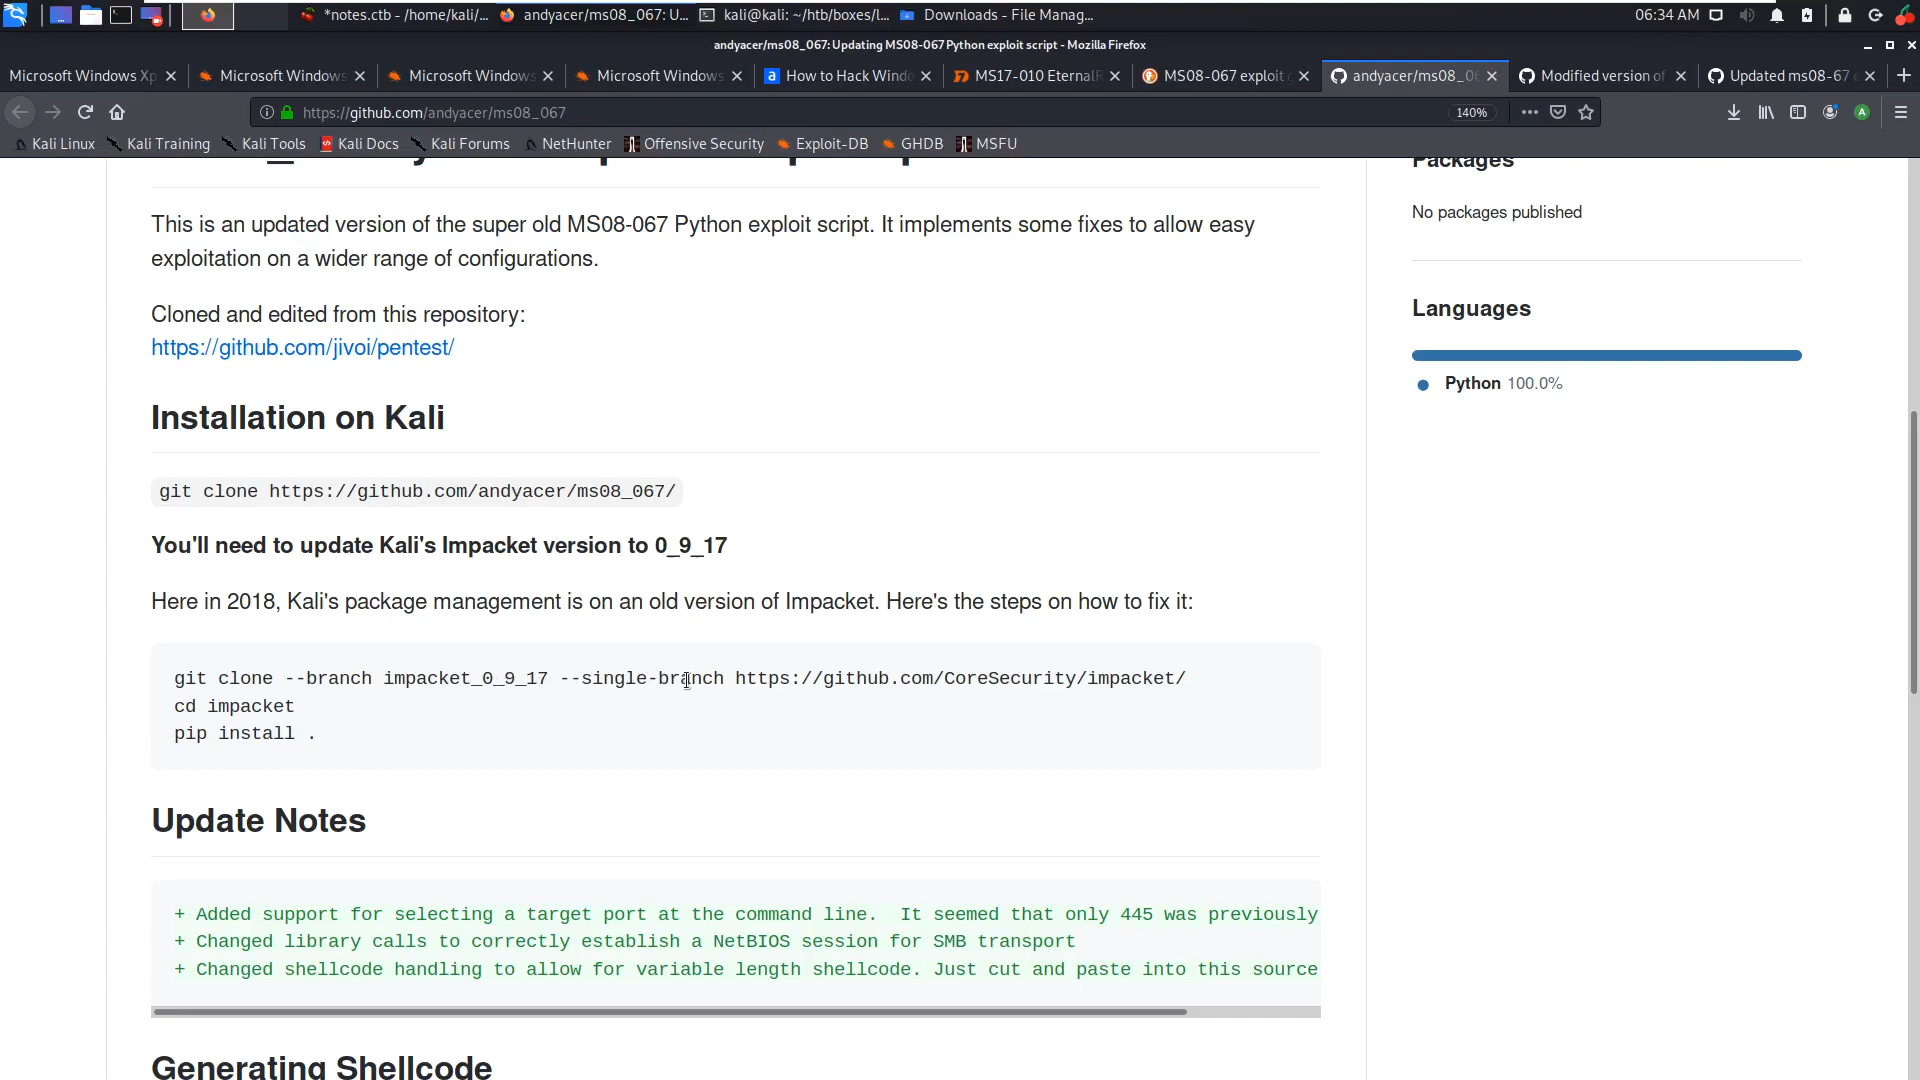 *notes.ctb - /home/kali/...
andyacer/ms08_067: U...
kali@kali: ~/htb/boxes/l...
Downloads - File Manag...
06:34 AM
andyacer/ms08_067: Updating MS08-067 Python exploit script - Mozilla Firefox
Microsoft Windows Xp
Microsoft Windows
Microsoft Windows
Microsoft Windows
How to Hack Windo
MS17-010 EternalR
MS08-067 exploit
andyacer/ms08_06
Modified version of
Updated ms08-67 e
https://github.com/andyacer/ms08_067
140%
Kali Linux
Kali Training
Kali Tools
Kali Docs
Kali Forums
NetHunter
Offensive Security
Exploit-DB
GHDB
MSFU
Packages
No packages published
This is an updated version of the super old MS08-067 Python exploit script. It implements some fixes to allow easy
exploitation on a wider range of configurations.
Cloned and edited from this repository:
https://github.com/jivoi/pentest/
Languages
Python 100.0%
Installation on Kali
git clone https://github.com/andyacer/ms08_067/
You'll need to update Kali's Impacket version to 0_9_17
Here in 2018, Kali's package management is on an old version of Impacket. Here's the steps on how to fix it:
git clone --branch impacket_0_9_17 --single-branch https://github.com/CoreSecurity/impacket/
cd impacket
pip install .
Update Notes
+ Added support for selecting a target port at the command line.  It seemed that only 445 was previously
+ Changed library calls to correctly establish a NetBIOS session for SMB transport
+ Changed shellcode handling to allow for variable length shellcode. Just cut and paste into this source
Generating Shellcode